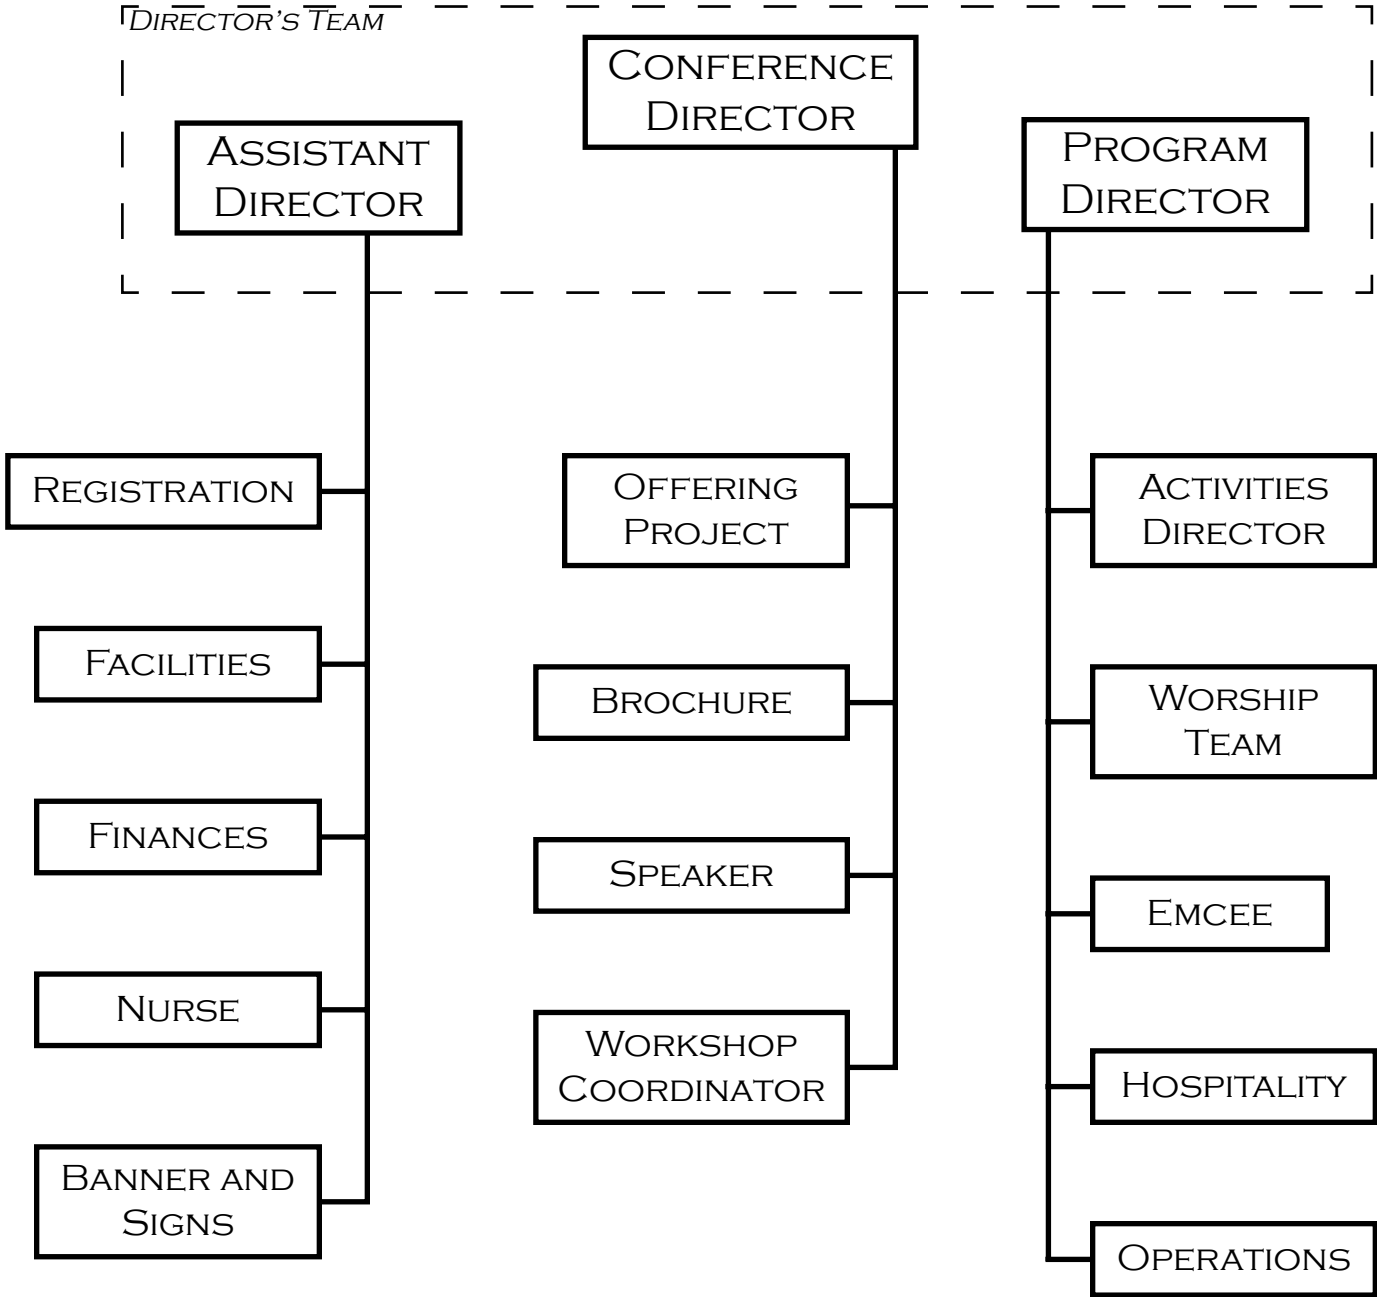 Director's Team
Conference
Director
Assistant
Director
Program
Director
Registration
Facilities
Finances
Nurse
Banner and
Signs
Offering
Project
Brochure
Speaker
Workshop
Coordinator
Activities
Director
Worship
Team
Emcee
Hospitality
Operations